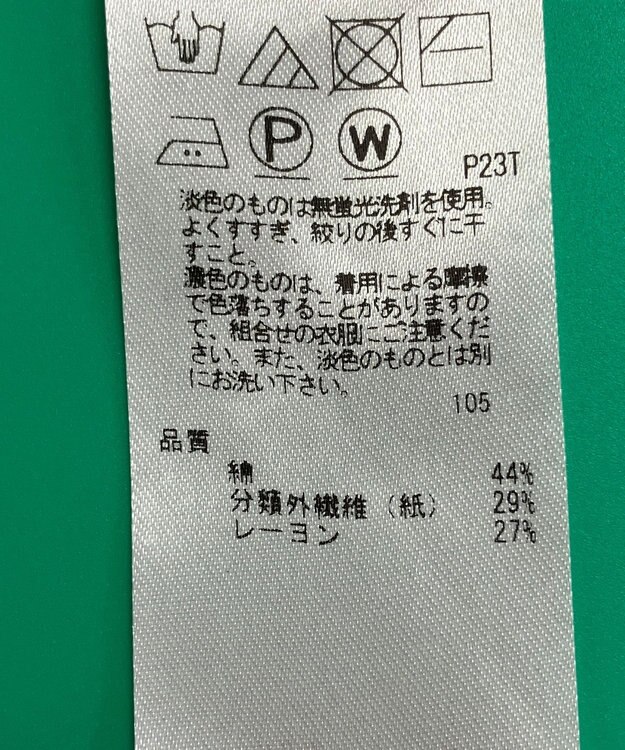 P W
P23T
淡色のものは無蛍光洗剤を使用。
よくすすぎ、絞りの後すぐに干
すこと。
濃色のものは、着用による摩擦
で色落ちすることがありますの
で、組合せの衣服にご注意くだ
さい。また、淡色のものとは別
にお洗い下さい。
105
品質
綿 44%
分類外繊維（紙） 29%
レーヨン 27%